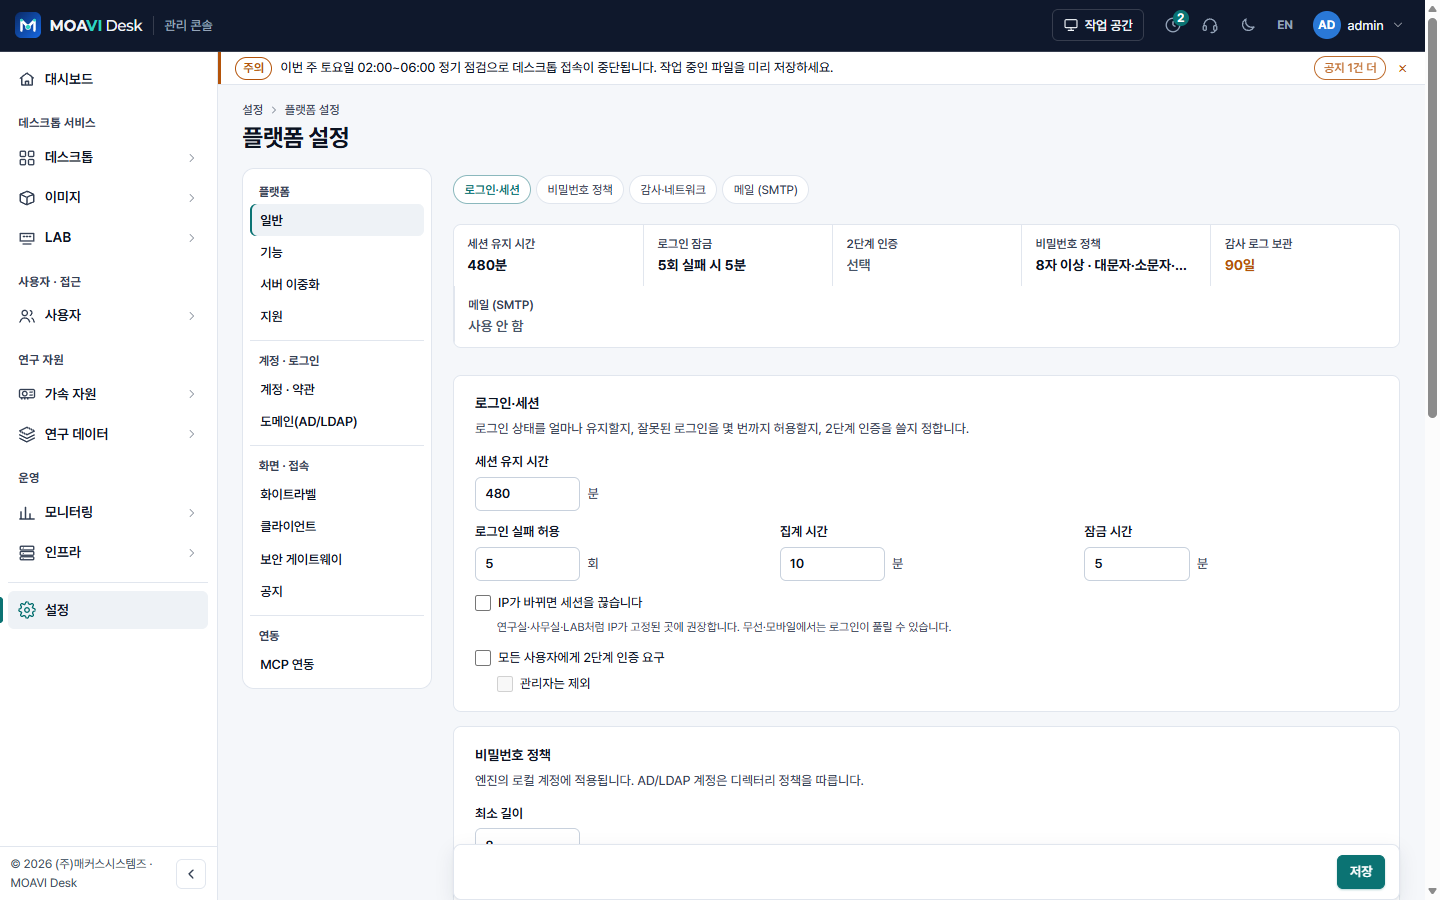 MOAVI Desk
관리 콘솔
작업 공간
2
EN
AD
admin
대시보드
데스크톱 서비스
데스크톱
이미지
LAB
사용자 · 접근
사용자
연구 자원
가속 자원
연구 데이터
운영
모니터링
인프라
설정
© 2026 (주)매커스시스템즈 ·
MOAVI Desk
주의
이번 주 토요일 02:00~06:00 정기 점검으로 데스크톱 접속이 중단됩니다. 작업 중인 파일을 미리 저장하세요.
공지 1건 더
설정 > 플랫폼 설정
플랫폼 설정
플랫폼
일반
기능
서버 이중화
지원
계정 · 로그인
계정 · 약관
도메인(AD/LDAP)
화면 · 접속
화이트라벨
클라이언트
보안 게이트웨이
공지
연동
MCP 연동
로그인·세션
비밀번호 정책
감사·네트워크
메일 (SMTP)
세션 유지 시간
480분
로그인 잠금
5회 실패 시 5분
2단계 인증
선택
비밀번호 정책
8자 이상 · 대문자·소문자·...
감사 로그 보관
90일
메일 (SMTP)
사용 안 함
로그인·세션
로그인 상태를 얼마나 유지할지, 잘못된 로그인을 몇 번까지 허용할지, 2단계 인증을 쓸지 정합니다.
세션 유지 시간
480 분
로그인 실패 허용
5 회
집계 시간
10 분
잠금 시간
5 분
IP가 바뀌면 세션을 끊습니다
연구실·사무실·LAB처럼 IP가 고정된 곳에 권장합니다. 무선·모바일에서는 로그인이 풀릴 수 있습니다.
모든 사용자에게 2단계 인증 요구
관리자는 제외
비밀번호 정책
엔진의 로컬 계정에 적용됩니다. AD/LDAP 계정은 디렉터리 정책을 따릅니다.
최소 길이
저장